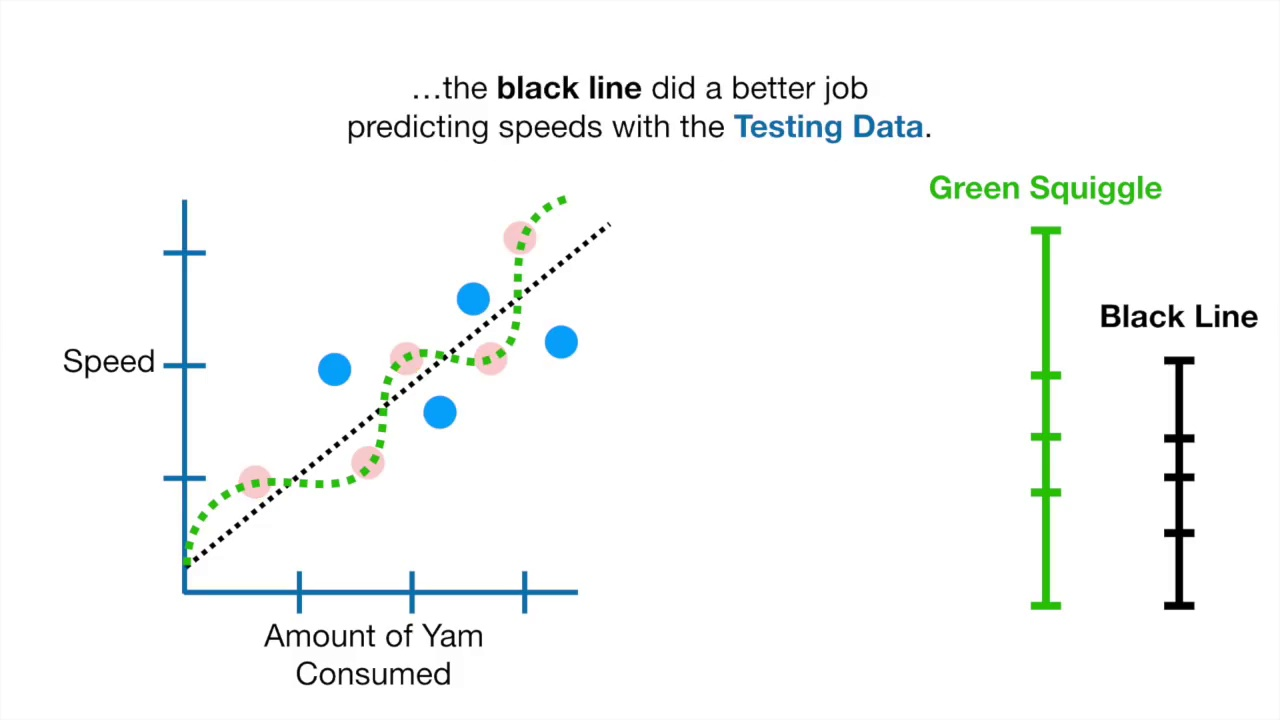 …the black line did a better job
predicting speeds with the Testing Data.
Green Squiggle
Black Line
Speed
Amount of Yam
Consumed